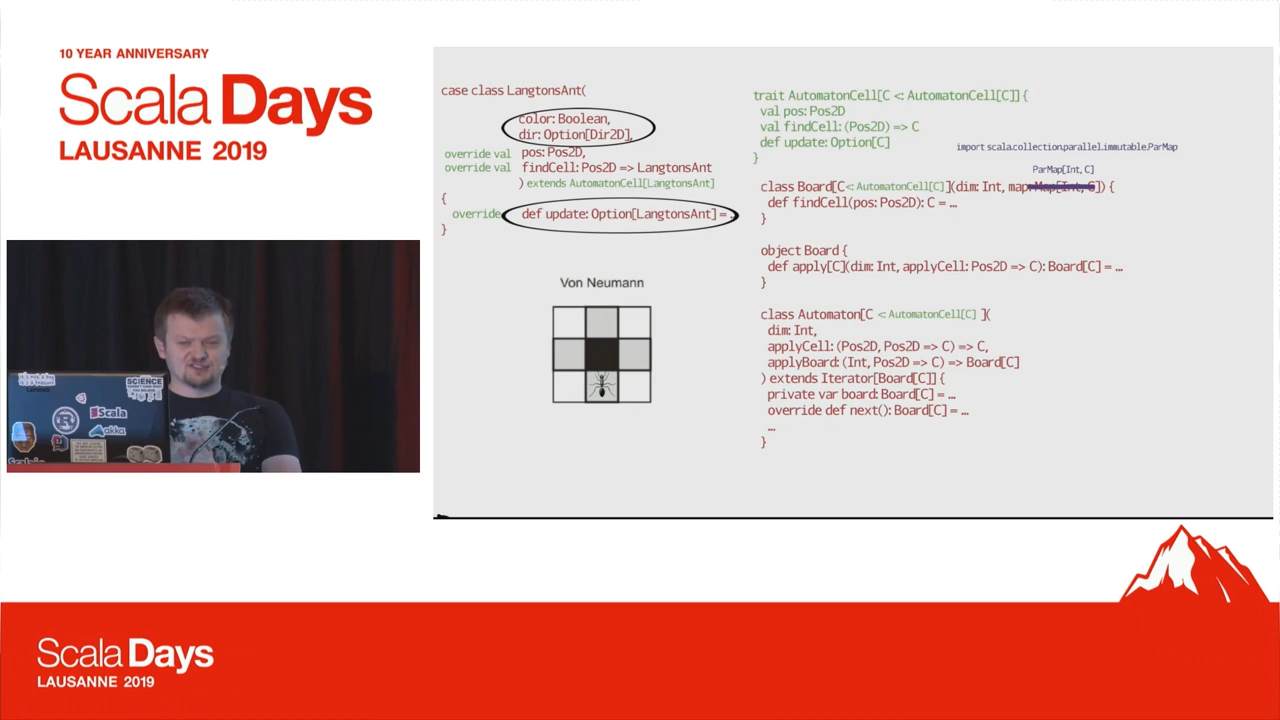 10 YEAR ANNIVERSARY
Scala Days
LAUSANNE 2019
case class LangtonsAnt(
color: Boolean,
dir: Option[Dir2D],
override val pos: Pos2D,
override val findCell: Pos2D => LangtonsAnt
) extends AutomatonCell[LangtonsAnt]
{
override def update: Option[LangtonsAnt] = …
}
Von Neumann
trait AutomatonCell[C <: AutomatonCell[C]] {
val pos: Pos2D
val findCell: (Pos2D) => C
def update: Option[C]
}
import scala.collection.parallel.immutable.ParMap
ParMap[Int, C]
class Board[C <: AutomatonCell[C] ](dim: Int, map: Map[Int, C]) {
def findCell(pos: Pos2D): C = …
}
object Board {
def apply[C](dim: Int, applyCell: Pos2D => C): Board[C] = …
}
class Automaton[C <: AutomatonCell[C] ](
dim: Int,
applyCell: (Pos2D, Pos2D => C) => C,
applyBoard: (Int, Pos2D => C) => Board[C]
) extends Iterator[Board[C]] {
private var board: Board[C] = …
override def next(): Board[C] = …
…
}
SCIENCE
Scala
akka
Scala Days
LAUSANNE 2019